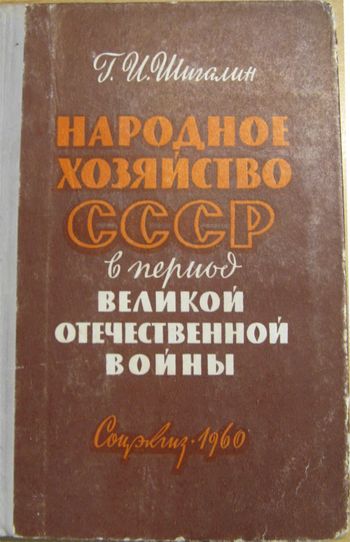 Г. И. Шигалин
НАРОДНОЕ
ХОЗЯЙСТВО
СССР
в период
ВЕЛИКОЙ
ОТЕЧЕСТВЕННОЙ
ВОЙНЫ
Соцэкгиз • 1960